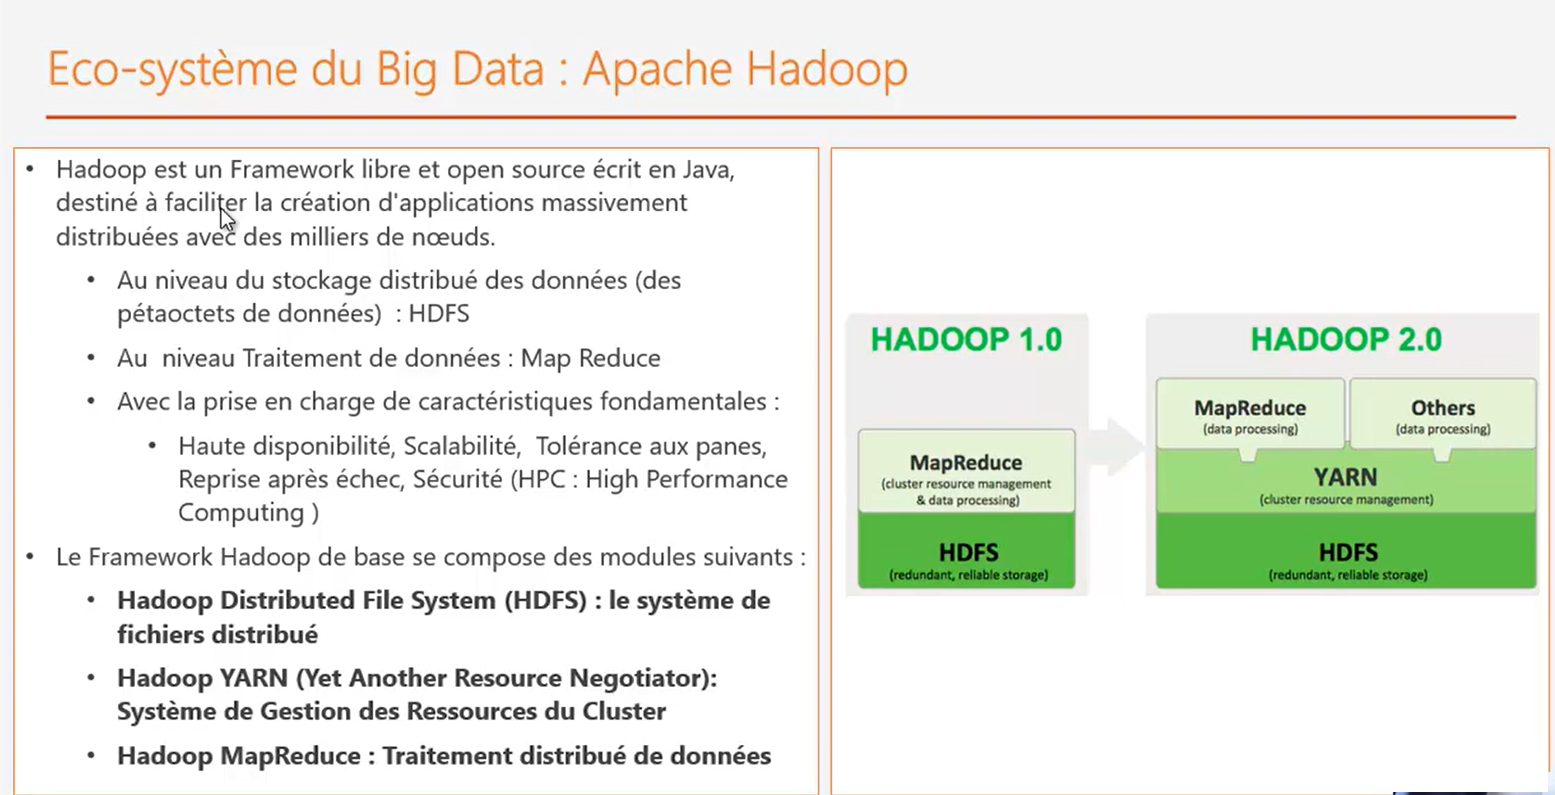 Eco-système du Big Data : Apache Hadoop
• Hadoop est un Framework libre et open source écrit en Java,
destiné à faciliter la création d'applications massivement
distribuées avec des milliers de nœuds.
• Au niveau du stockage distribué des données (des
pétaoctets de données)  : HDFS
• Au  niveau Traitement de données : Map Reduce
• Avec la prise en charge de caractéristiques fondamentales :
• Haute disponibilité, Scalabilité,  Tolérance aux panes,
Reprise après échec, Sécurité (HPC : High Performance
Computing )
• Le Framework Hadoop de base se compose des modules suivants :
• Hadoop Distributed File System (HDFS) : le système de
fichiers distribué
• Hadoop YARN (Yet Another Resource Negotiator):
Système de Gestion des Ressources du Cluster
• Hadoop MapReduce : Traitement distribué de données
HADOOP 1.0
MapReduce
(cluster resource management
& data processing)
HDFS
(redundant, reliable storage)
HADOOP 2.0
MapReduce
(data processing)
Others
(data processing)
YARN
(cluster resource management)
HDFS
(redundant, reliable storage)